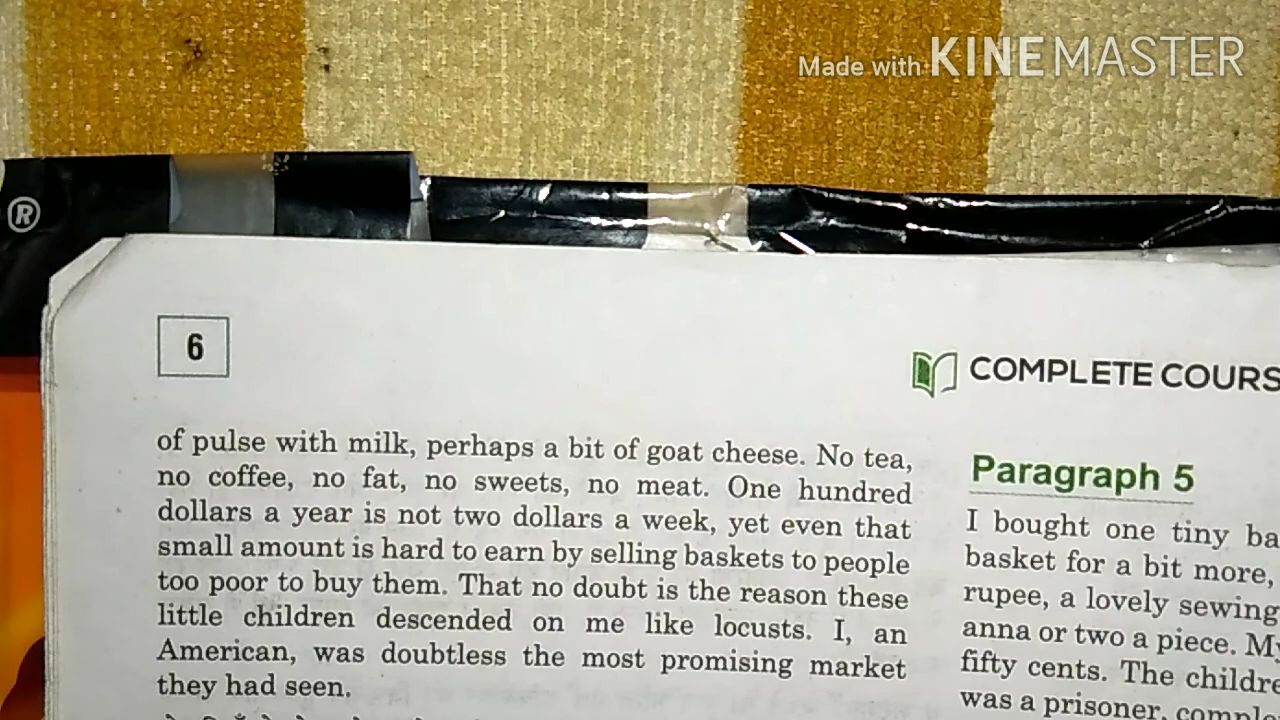 Made with KINEMASTER
®
6
COMPLETE
of pulse with milk, perhaps a bit of goat cheese. No tea,
no coffee, no fat, no sweets, no meat. One hundred
dollars a year is not two dollars a week, yet even that
small amount is hard to earn by selling baskets to people
too poor to buy them. That no doubt is the reason these
little children descended on me like locusts. I, an
American, was doubtless the most promising market
they had seen.
Paragraph 5
I bought one tiny
basket for a bit more,
rupee, a lovely sewing
anna or two a piece.
fifty cents. The
was a prisoner,